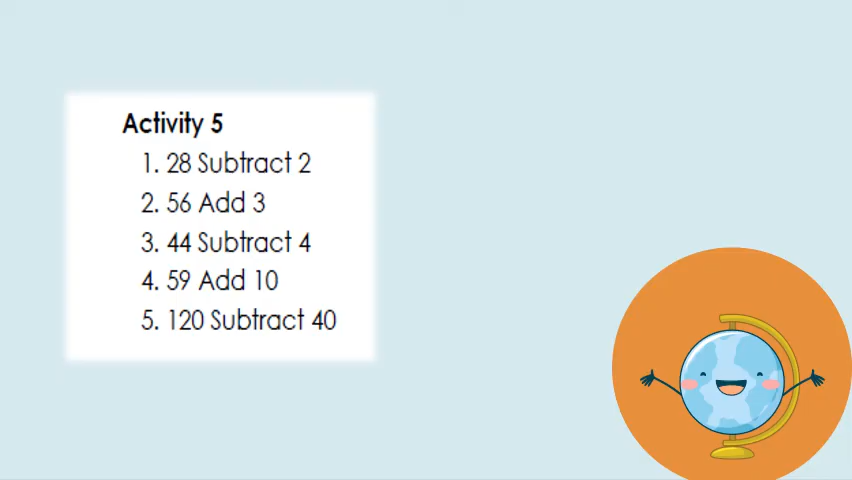 Activity 5
1. 28 Subtract 2
2. 56 Add 3
3. 44 Subtract 4
4. 59 Add 10
5. 120 Subtract 40